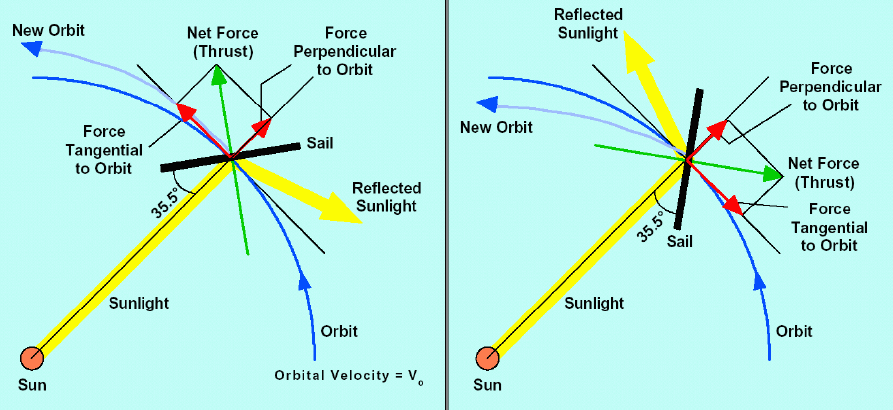 New Orbit
Net Force
(Thrust)
Force
Perpendicular
to Orbit
Force
Tangential
to Orbit
Sail
35.5°
Reflected
Sunlight
Sunlight
Orbit
Sun
Orbital Velocity = Vo
Reflected
Sunlight
Force
Perpendicular
to Orbit
New Orbit
Net Force
(Thrust)
Force
Tangential
to Orbit
35.5°
Sail
Sunlight
Orbit
Sun